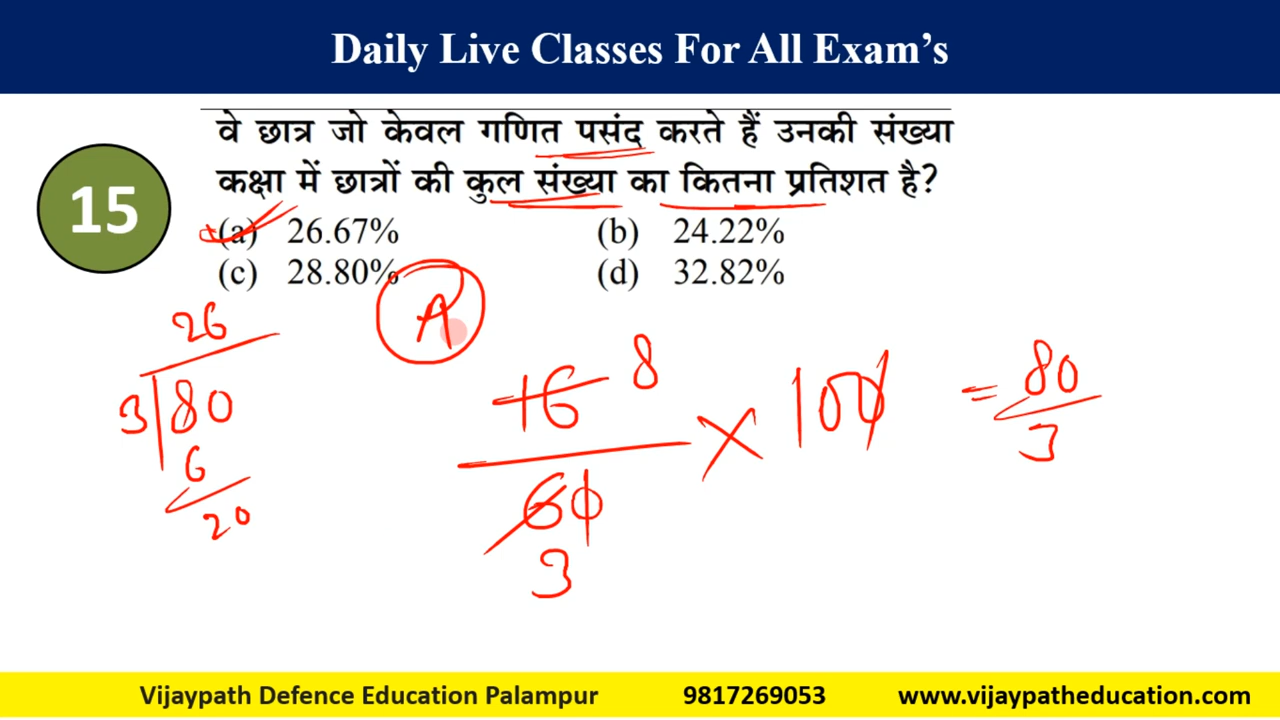 Daily Live Classes For All Exam's
15
वे छात्र जो केवल गणित पसंद करते हैं उनकी संख्या
कक्षा में छात्रों की कुल संख्या का कितना प्रतिशत है?
(a) 26.67% (b) 24.22%
(c) 28.80% (d) 32.82%
A
26
3 80
6
20
16 8
60 × 100 = 80
3 3
Vijaypath Defence Education Palampur 9817269053 www.vijaypatheducation.com